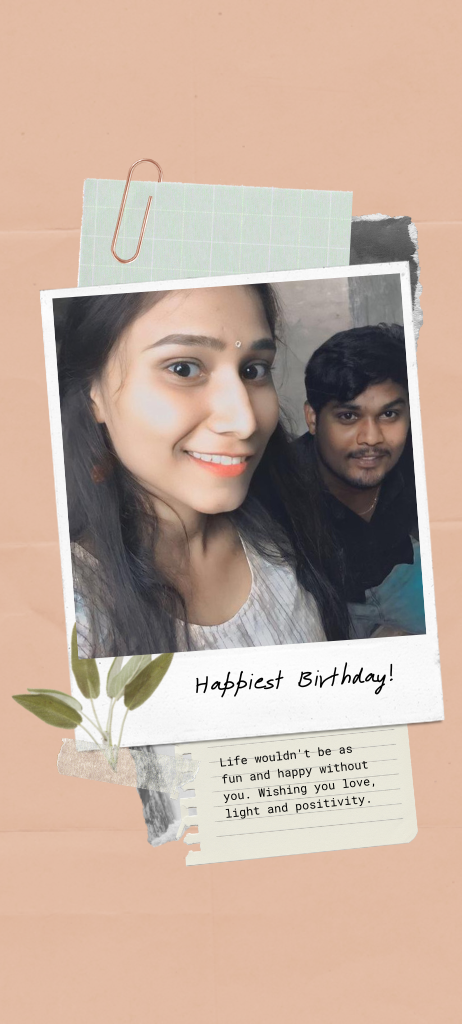 Happiest Birthday!
Life wouldn't be as
fun and happy without
you. Wishing you love,
light and positivity.